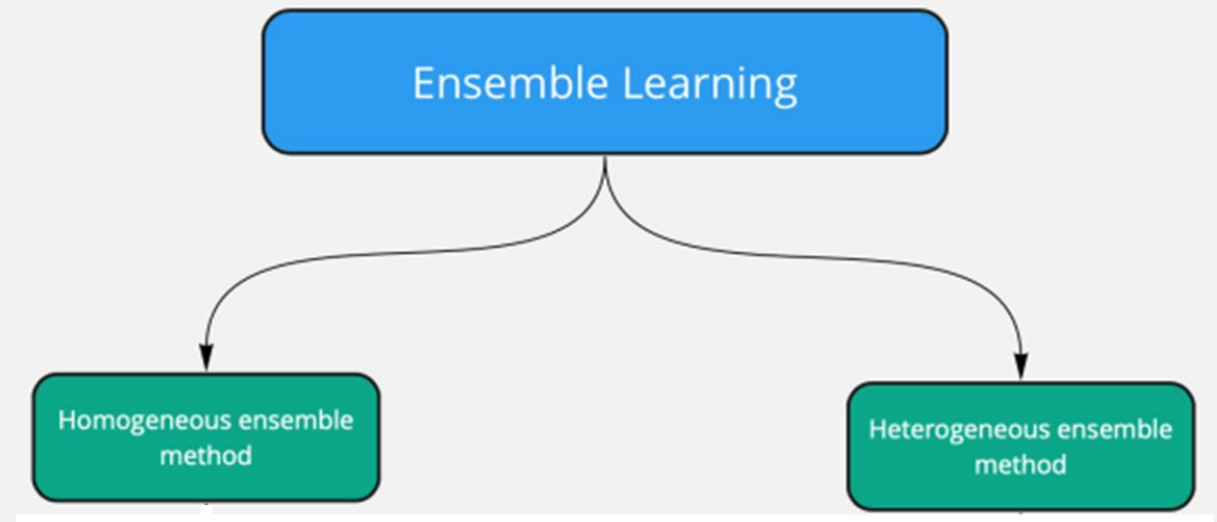 Ensemble Learning
Homogeneous ensemble
method
Heterogeneous ensemble
method